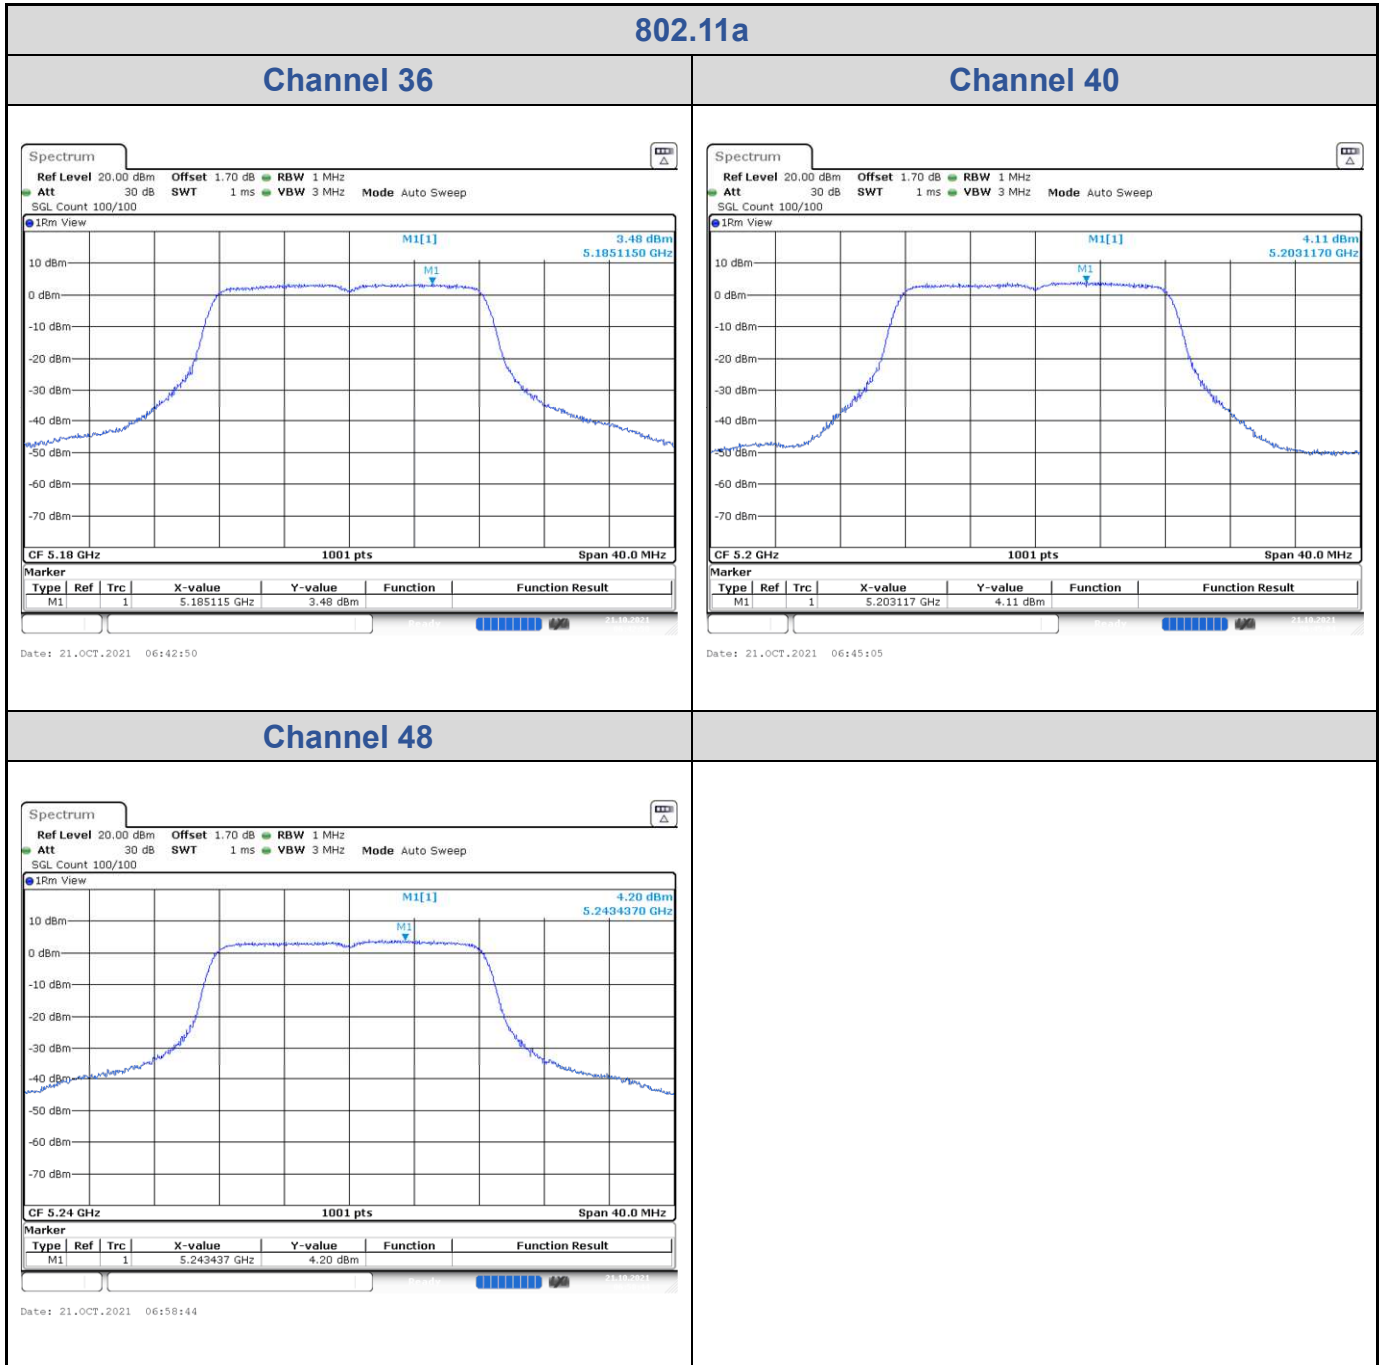 802.11a
Channel 36
Channel 40
Spectrum
Ref Level 20.00 dBm Offset 1.70 dB RBW 1 MHz
Att 30 dB SWT 1 ms VBW 3 MHz Mode Auto Sweep
SGL Count 100/100
1Rm View
M1[1] 3.48 dBm
5.1851150 GHz
M1
10 dBm
0 dBm
-10 dBm
-20 dBm
-30 dBm
-40 dBm
-50 dBm
-60 dBm
-70 dBm
CF 5.18 GHz 1001 pts Span 40.0 MHz
Marker
Type Ref Trc X-value Y-value Function Function Result
M1 1 5.185115 GHz 3.48 dBm
Ready 21.10.2021
Date: 21.OCT.2021 06:42:50
Spectrum
Ref Level 20.00 dBm Offset 1.70 dB RBW 1 MHz
Att 30 dB SWT 1 ms VBW 3 MHz Mode Auto Sweep
SGL Count 100/100
1Rm View
M1[1] 4.11 dBm
5.2031170 GHz
M1
10 dBm
0 dBm
-10 dBm
-20 dBm
-30 dBm
-40 dBm
-50 dBm
-60 dBm
-70 dBm
CF 5.2 GHz 1001 pts Span 40.0 MHz
Marker
Type Ref Trc X-value Y-value Function Function Result
M1 1 5.203117 GHz 4.11 dBm
Ready 21.10.2021
Date: 21.OCT.2021 06:45:05
Channel 48
Spectrum
Ref Level 20.00 dBm Offset 1.70 dB RBW 1 MHz
Att 30 dB SWT 1 ms VBW 3 MHz Mode Auto Sweep
SGL Count 100/100
1Rm View
M1[1] 4.20 dBm
5.2434370 GHz
M1
10 dBm
0 dBm
-10 dBm
-20 dBm
-30 dBm
-40 dBm
-50 dBm
-60 dBm
-70 dBm
CF 5.24 GHz 1001 pts Span 40.0 MHz
Marker
Type Ref Trc X-value Y-value Function Function Result
M1 1 5.243437 GHz 4.20 dBm
Ready 21.10.2021
Date: 21.OCT.2021 06:58:44